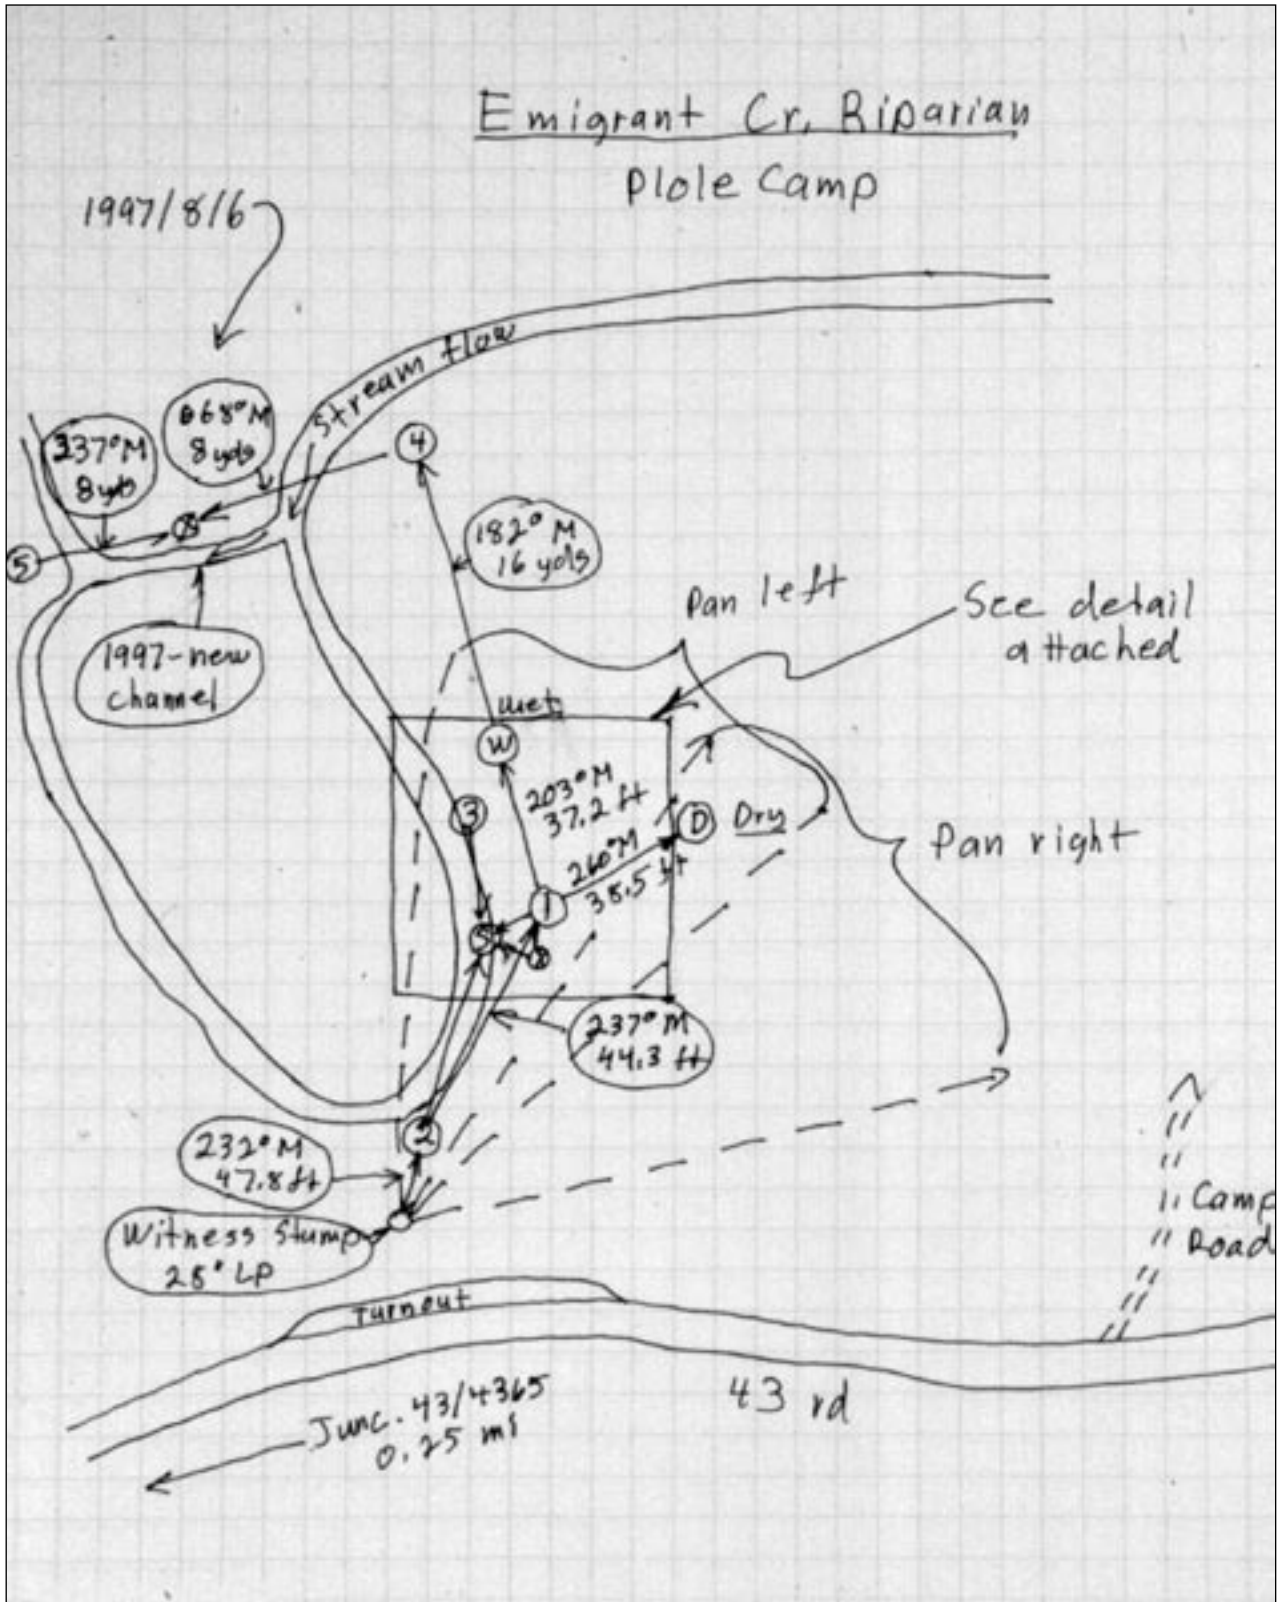 Emigrant Cr. Riparian
Plole Camp
1997/8/6
Stream flow
068° M
8 yds
237° M
8 yds
4
5
182° M
16 yds
1997-new
channel
Pan left
See detail
attached
Wet
W
203° M
37.2 ft
3
D Dry
260° M
38.5 ft
Pan right
1
S
237° M
44.3 ft
2
232° M
47.8 ft
Witness Stump
28" LP
Camp
Road
Turnout
43 rd
Junc. 43/4365
0.25 mi